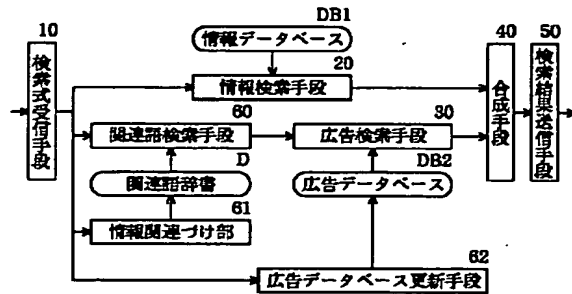 DB1
情報データベース
10
検索式受信手段
20
情報検索手段
40
合成手段
50
検索結果送信手段
60
関連語検索手段
30
広告検索手段
D
関連語辞書
DB2
広告データベース
61
情報関連づけ部
62
広告データベース更新手段